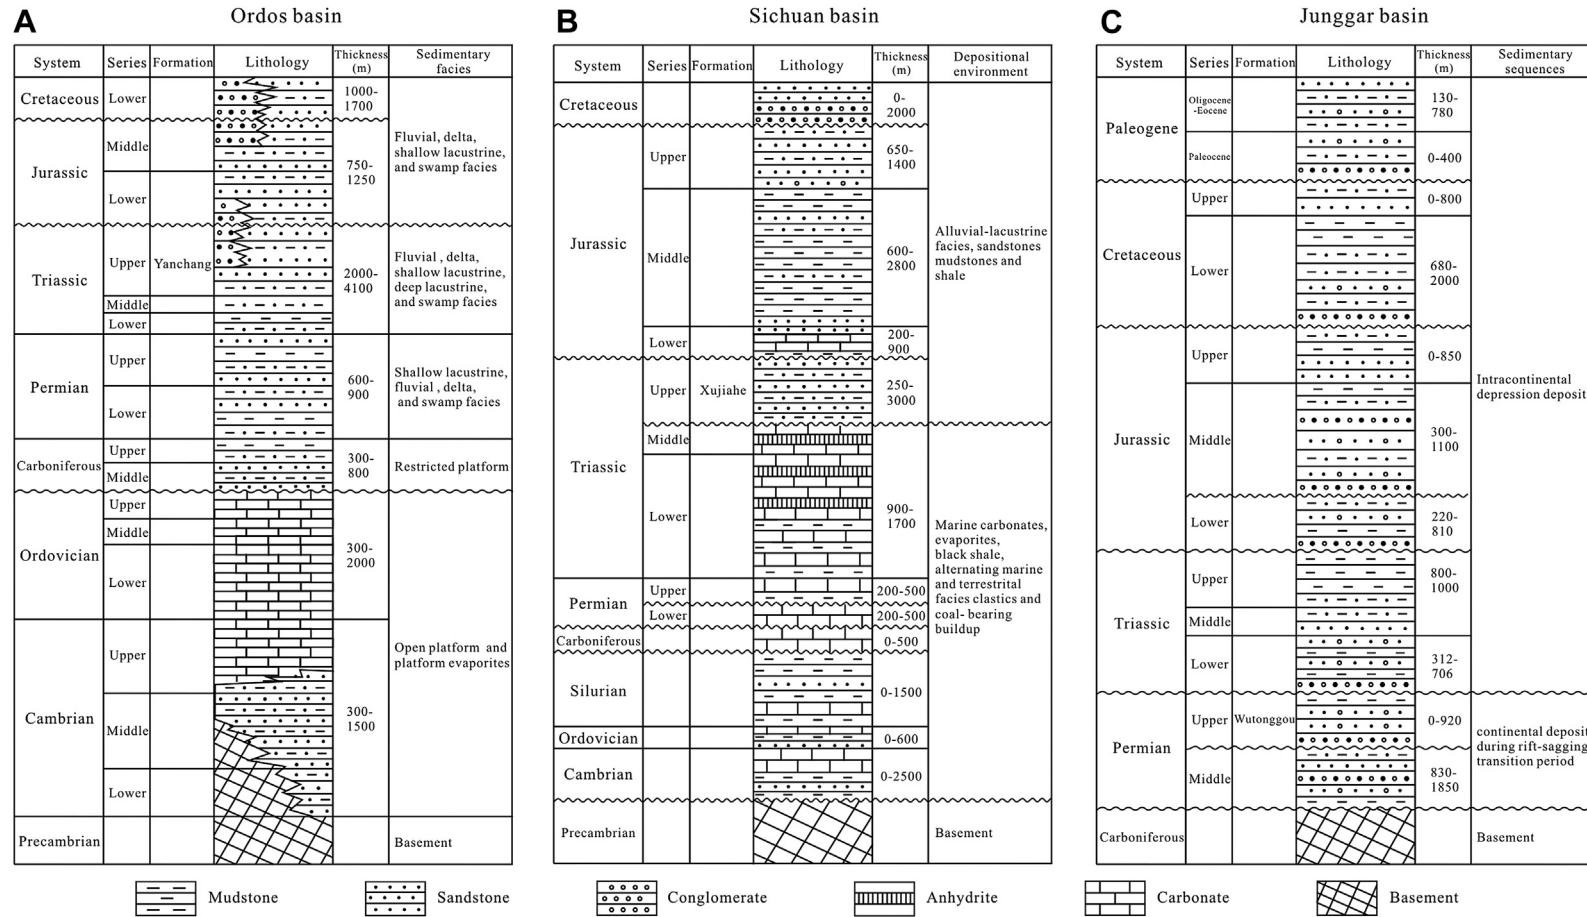 A
Ordos basin
System
Series
Formation
Lithology
Thickness
(m)
Sedimentary
facies
Cretaceous
Lower
1000-
1700
Jurassic
Middle
Lower
750-
1250
Fluvial, delta,
shallow lacustrine,
and swamp facies
Triassic
Upper
Yanchang
Middle
Lower
2000-
4100
Fluvial , delta,
shallow lacustrine,
deep lacustrine,
and swamp facies
Permian
Upper
Lower
600-
900
Shallow lacustrine,
fluvial , delta,
and swamp facies
Carboniferous
Upper
Middle
300-
800
Restricted platform
Ordovician
Upper
Middle
Lower
300-
2000
Cambrian
Upper
Middle
Lower
300-
1500
Open platform and
platform evaporites
Precambrian
Basement
B
Sichuan basin
System
Series
Formation
Lithology
Thickness
(m)
Depositional
environment
Cretaceous
0-
2000
Jurassic
Upper
650-
1400
Middle
600-
2800
Lower
200-
900
Alluvial-lacustrine
facies, sandstones
mudstones and
shale
Triassic
Upper
Xujiahe
250-
3000
Middle
Lower
900-
1700
Marine carbonates,
evaporites,
black shale,
alternating marine
and terrestrital
facies clastics and
coal- bearing
buildup
Permian
Upper
200-500
Lower
200-500
Carboniferous
0-500
Silurian
0-1500
Ordovician
0-600
Cambrian
0-2500
Precambrian
Basement
C
Junggar basin
System
Series
Formation
Lithology
Thickness
(m)
Sedimentary
sequences
Paleogene
Oligocene
-Eocene
130-
780
Paleocene
0-400
Cretaceous
Upper
0-800
Lower
680-
2000
Jurassic
Upper
0-850
Middle
300-
1100
Lower
220-
810
Intracontinental
depression deposit
Triassic
Upper
800-
1000
Middle
Lower
312-
706
Permian
Upper
Wutonggou
0-920
Middle
830-
1850
continental deposit
during rift-sagging
transition period
Carboniferous
Basement
Mudstone
Sandstone
Conglomerate
Anhydrite
Carbonate
Basement